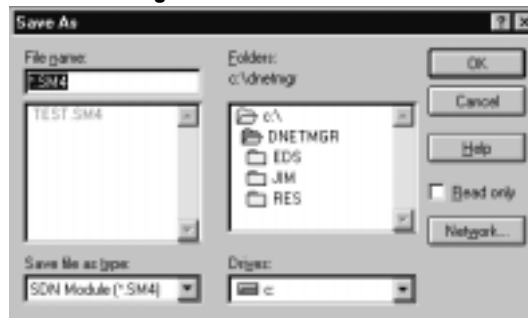 Save As
File name:
*.SM4
TEST.SM4
Save file as type:
SDN Module (*.SM4)
Folders:
c:\dnetmgr
c:\
DNETMGR
EDS
JIM
RES
Drives:
c:
OK
Cancel
Help
Read only
Network...